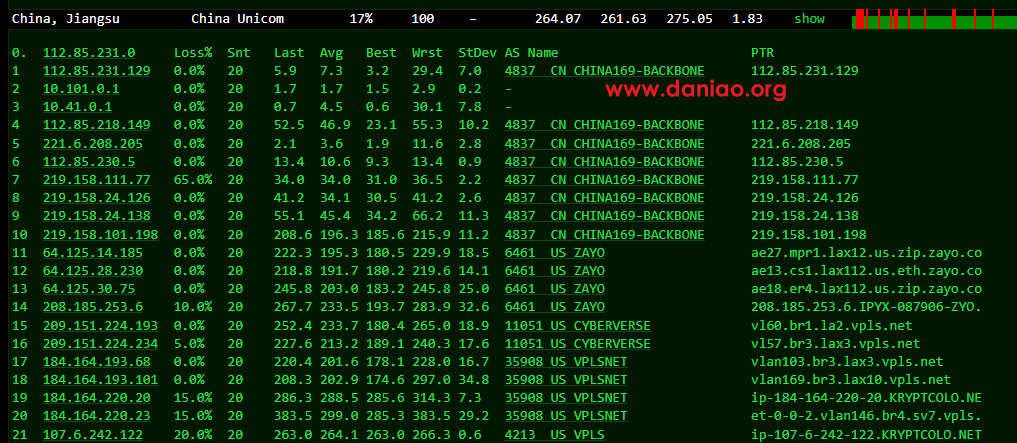 China, Jiangsu China Unicom 17% 100 – 264.07 261.63 275.05 1.83 show
0. 112.85.231.0 Loss% Snt Last Avg Best Wrst StDev AS Name PTR
1 112.85.231.129 0.0% 20 5.9 7.3 3.2 29.4 7.0 4837 CN CHINA169-BACKBONE 112.85.231.129
2 10.101.0.1 0.0% 20 1.7 1.7 1.5 2.9 0.2 -
www.daniao.org
3 10.41.0.1 0.0% 20 0.7 4.5 0.6 30.1 7.8 -
4 112.85.218.149 0.0% 20 52.5 46.9 23.1 55.3 10.2 4837 CN CHINA169-BACKBONE 112.85.218.149
5 221.6.208.205 0.0% 20 2.1 3.6 1.9 11.6 2.8 4837 CN CHINA169-BACKBONE 221.6.208.205
6 112.85.230.5 0.0% 20 13.4 10.6 9.3 13.4 0.9 4837 CN CHINA169-BACKBONE 112.85.230.5
7 219.158.111.77 65.0% 20 34.0 34.0 31.0 36.5 2.2 4837 CN CHINA169-BACKBONE 219.158.111.77
8 219.158.24.126 0.0% 20 41.2 34.1 30.5 41.2 2.6 4837 CN CHINA169-BACKBONE 219.158.24.126
9 219.158.24.138 0.0% 20 55.1 45.4 34.2 66.2 11.3 4837 CN CHINA169-BACKBONE 219.158.24.138
10 219.158.101.198 0.0% 20 208.6 196.3 185.6 215.9 11.2 4837 CN CHINA169-BACKBONE 219.158.101.198
11 64.125.14.185 0.0% 20 222.3 195.3 180.5 229.9 18.5 6461 US ZAYO ae27.mpr1.lax12.us.zip.zayo.co
12 64.125.28.230 0.0% 20 218.8 191.7 180.2 219.6 14.1 6461 US ZAYO ae13.cs1.lax112.us.eth.zayo.co
13 64.125.30.75 0.0% 20 245.8 203.0 183.2 245.8 25.0 6461 US ZAYO ae18.er4.lax112.us.zip.zayo.co
14 208.185.253.6 10.0% 20 267.7 233.5 193.7 283.9 32.6 6461 US ZAYO 208.185.253.6.IPYX-087906-ZYO.
15 209.151.224.193 0.0% 20 252.4 233.7 180.4 265.0 18.9 11051 US CYBERVERSE vl60.br1.la2.vpls.net
16 209.151.224.234 5.0% 20 227.6 213.2 189.1 240.3 17.6 11051 US CYBERVERSE vl57.br3.lax3.vpls.net
17 184.164.193.68 0.0% 20 220.4 201.6 178.1 228.0 16.7 35908 US VPLSNET vlan103.br3.lax3.vpls.net
18 184.164.193.101 0.0% 20 208.3 202.9 174.6 297.0 34.8 35908 US VPLSNET vlan169.br3.lax10.vpls.net
19 184.164.220.20 15.0% 20 286.3 288.5 285.6 314.3 7.3 35908 US VPLSNET ip-184-164-220-20.KRYPTCOLO.NE
20 184.164.220.23 15.0% 20 383.5 299.0 285.3 383.5 29.2 35908 US VPLSNET et-0-0-2.vlan146.br4.sv7.vpls.
21 107.6.242.122 20.0% 20 263.0 264.1 263.0 266.3 0.6 4213 US VPLS ip-107-6-242-122.KRYPTCOLO.NET